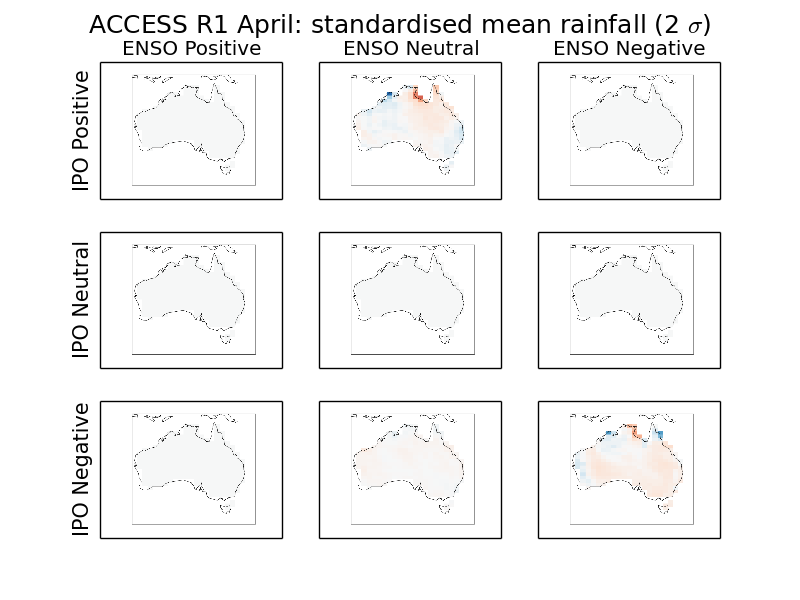 ACCESS R1 April: standardised mean rainfall (2 σ)
ENSO Positive ENSO Neutral ENSO Negative
IPO Positive
IPO Neutral
IPO Negative